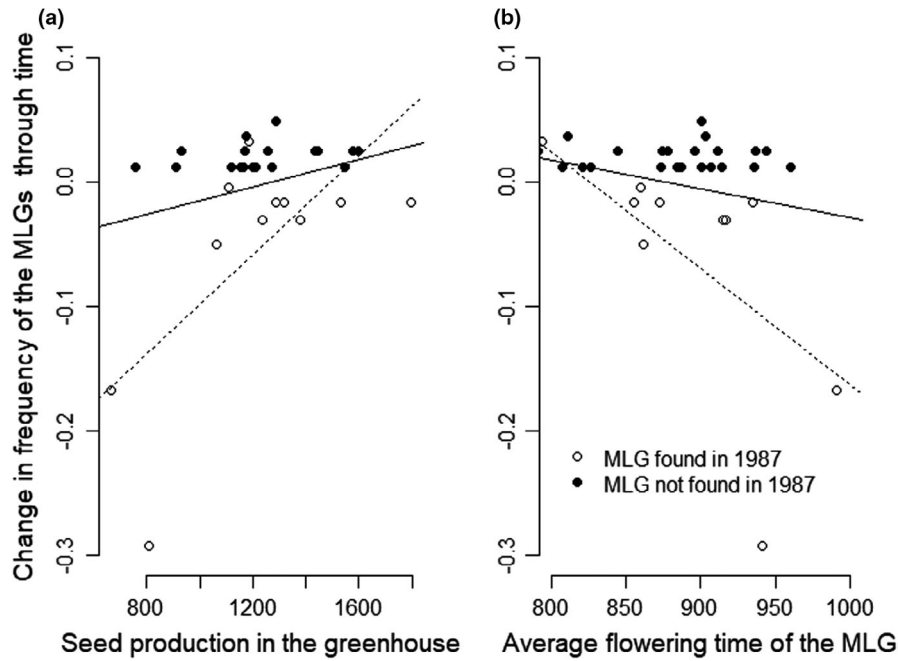 (a)
(b)
Change in frequency of the MLGs through time
0.1
0.0
-0.1
-0.2
-0.3
800
1200
1600
Seed production in the greenhouse
0.1
0.0
-0.1
-0.2
-0.3
MLG found in 1987
MLG not found in 1987
800
850
900
950
1000
Average flowering time of the MLG